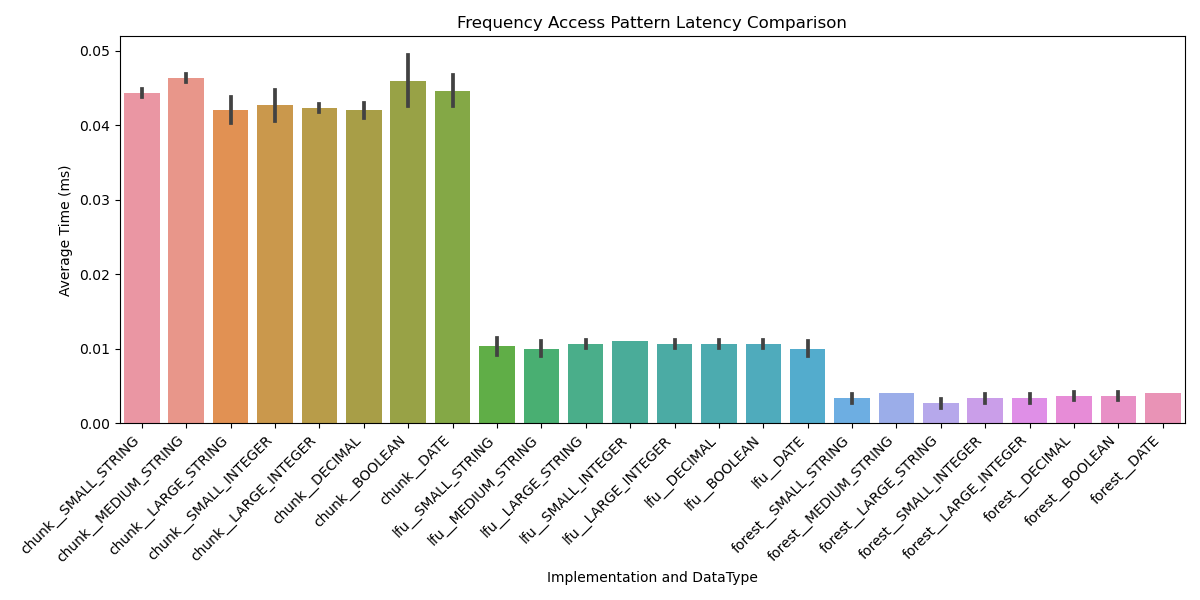 Frequency Access Pattern Latency Comparison
Average Time (ms)
0.05
0.04
0.03
0.02
0.01
0.00
chunk__SMALL_STRING
chunk__MEDIUM_STRING
chunk__LARGE_STRING
chunk__SMALL_INTEGER
chunk__LARGE_INTEGER
chunk__DECIMAL
chunk__BOOLEAN
chunk__DATE
lfu__SMALL_STRING
lfu__MEDIUM_STRING
lfu__LARGE_STRING
lfu__SMALL_INTEGER
lfu__LARGE_INTEGER
lfu__DECIMAL
lfu__BOOLEAN
lfu__DATE
forest__SMALL_STRING
forest__MEDIUM_STRING
forest__LARGE_STRING
forest__SMALL_INTEGER
forest__LARGE_INTEGER
forest__DECIMAL
forest__BOOLEAN
forest__DATE
Implementation and DataType